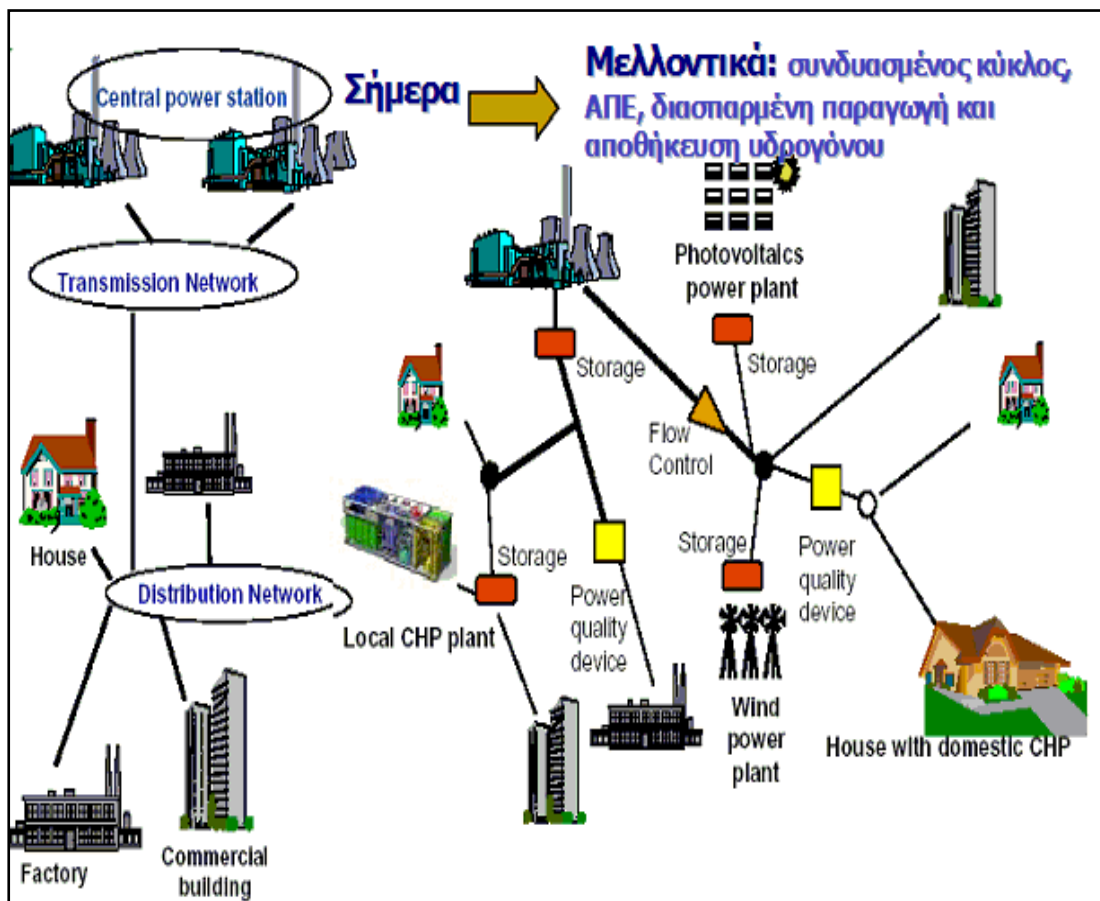 Central power station
Σήμερα
Μελλοντικά: συνδυασμένος κύκλος,
ΑΠΕ, διασπαρμένη παραγωγή και
αποθήκευση υδρογόνου
Transmission Network
House
Distribution Network
Factory
Commercial
building
Photovoltaics
power plant
Storage
Storage
Flow
Control
Storage
Storage
Local CHP plant
Power
quality
device
Power
quality
device
Wind
power
plant
House with domestic CHP